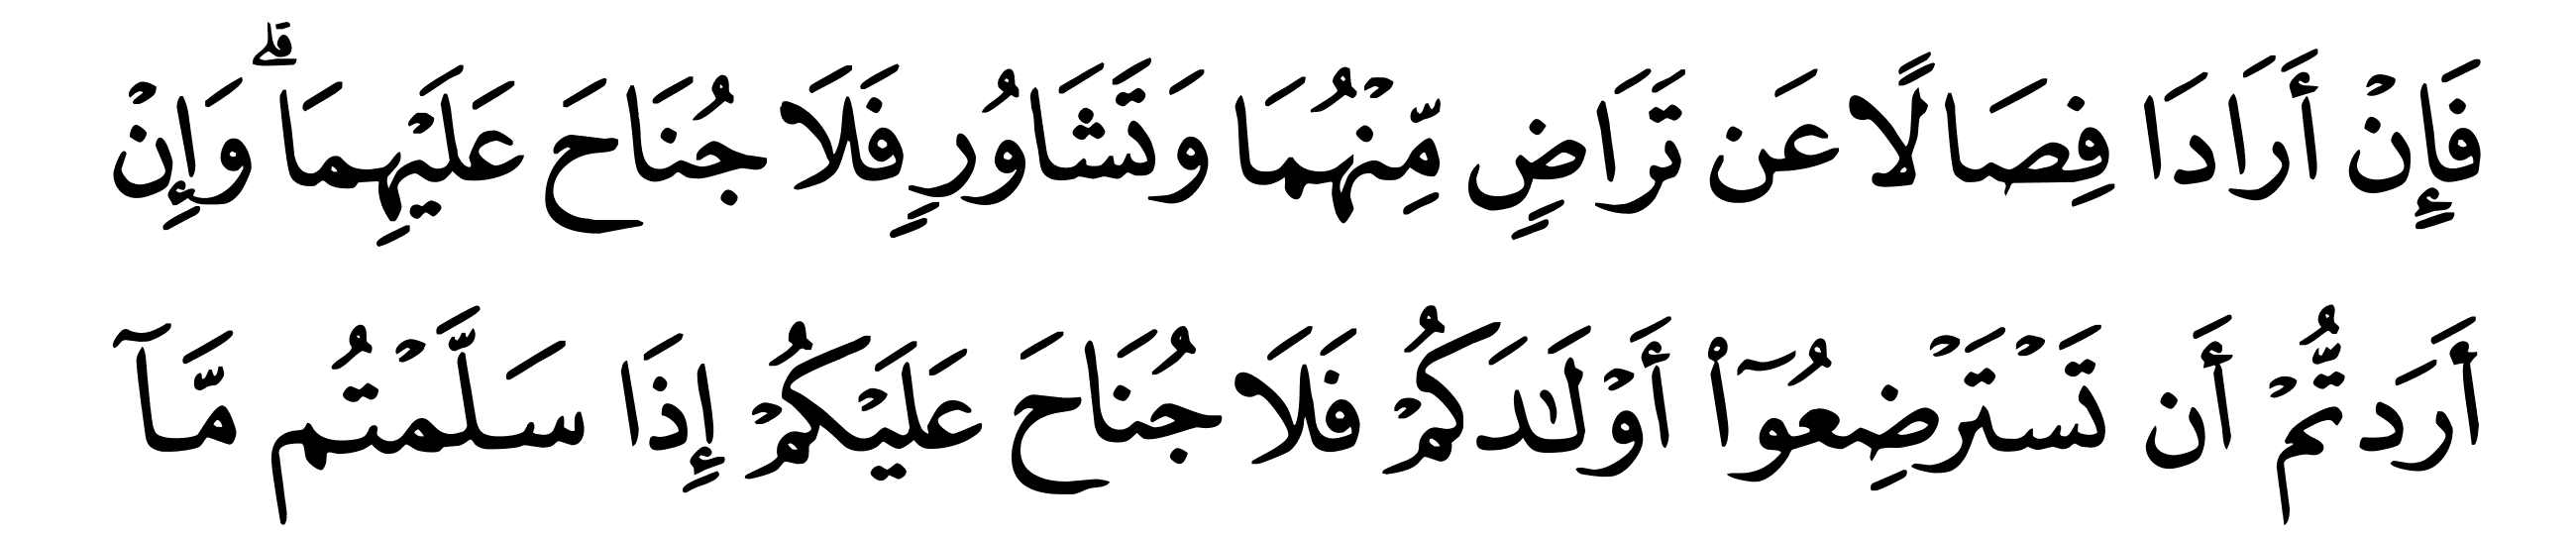 فَإِنْ أَرَادَا فِصَالًا عَن تَرَاضٍ مِّنْهُمَا وَتَشَاوُرٍ فَلَا جُنَاحَ عَلَيْهِمَا ۗ وَإِنْ
أَرَدتُّمْ أَن تَسْتَرْضِعُوٓا۟ أَوْلَـٰدَكُمْ فَلَا جُنَاحَ عَلَيْكُمْ إِذَا سَلَّمْتُم مَّآ